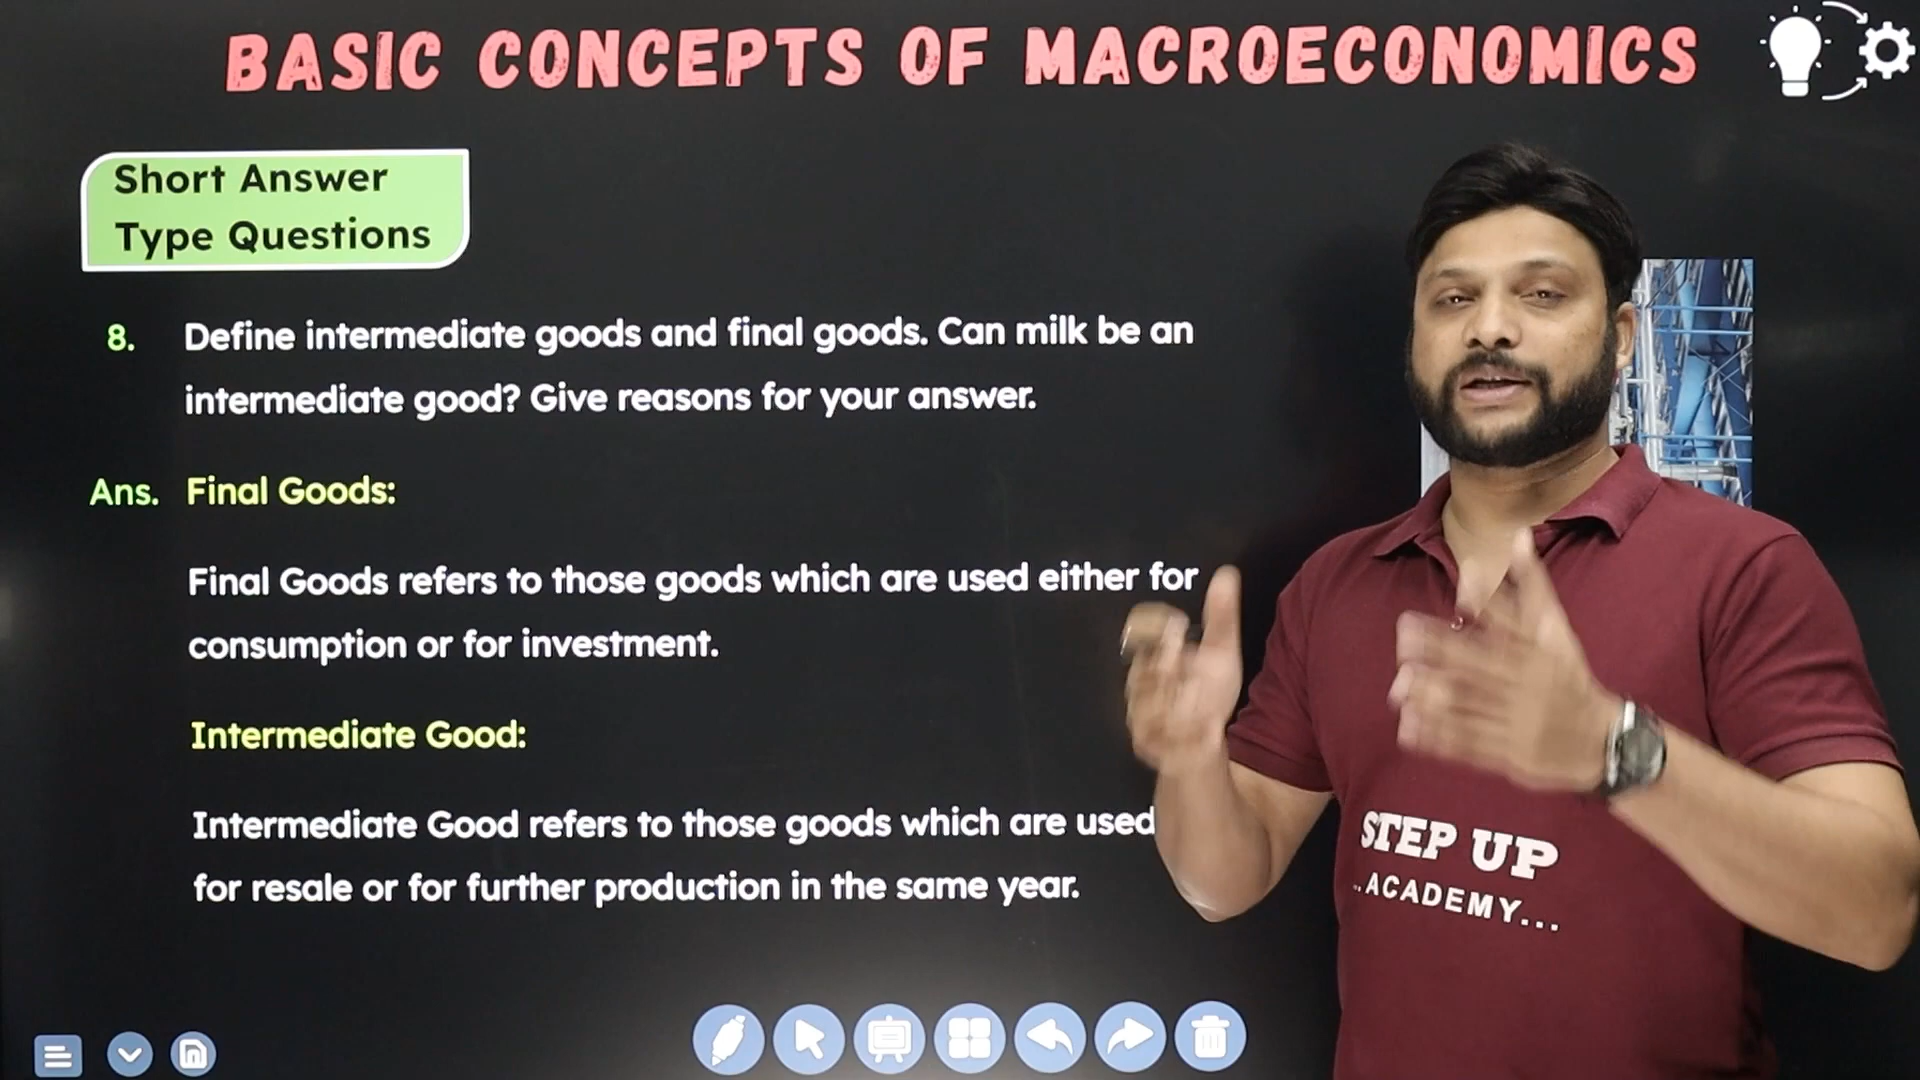 BASIC CONCEPTS OF MACROECONOMICS
Short Answer
Type Questions
8. Define intermediate goods and final goods. Can milk be an
intermediate good? Give reasons for your answer.
Ans. Final Goods:
Final Goods refers to those goods which are used either for
consumption or for investment.
Intermediate Good:
Intermediate Good refers to those goods which are used
for resale or for further production in the same year.
STEP UP
..ACADEMY...